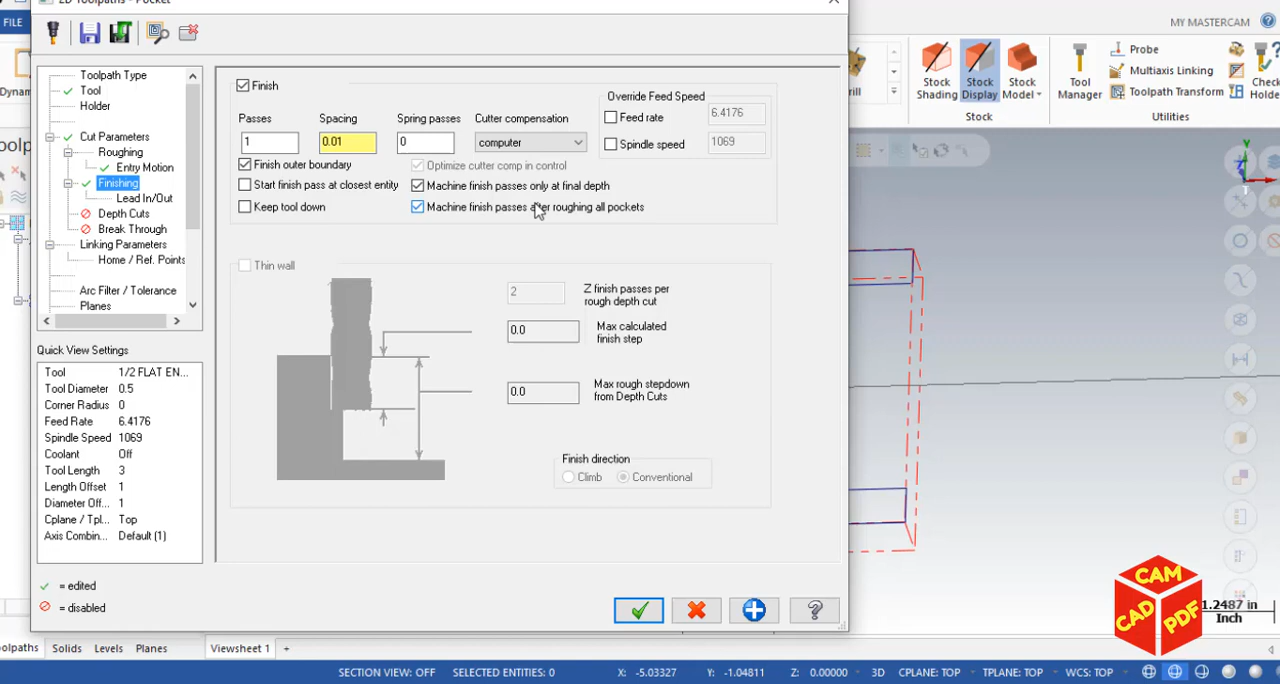 2D Toolpaths - Pocket
FILE
MY MASTERCAM
Toolpath Type
Tool
Holder
Cut Parameters
Roughing
Entry Motion
Finishing
Lead In/Out
Depth Cuts
Break Through
Linking Parameters
Home / Ref. Points
Arc Filter / Tolerance
Planes
Quick View Settings
Tool 1/2 FLAT EN...
Tool Diameter 0.5
Corner Radius 0
Feed Rate 6.4176
Spindle Speed 1069
Coolant Off
Tool Length 3
Length Offset 1
Diameter Off... 1
Cplane / Tpl... Top
Axis Combin... Default (1)
= edited
= disabled
Finish
Passes Spacing Spring passes Cutter compensation
1 0.01 0 computer
Override Feed Speed
Feed rate 6.4176
Spindle speed 1069
Finish outer boundary
Optimize cutter comp in control
Start finish pass at closest entity
Machine finish passes only at final depth
Keep tool down
Machine finish passes after roughing all pockets
Thin wall
2 Z finish passes per
rough depth cut
0.0 Max calculated
finish step
0.0 Max rough stepdown
from Depth Cuts
Finish direction
Climb Conventional
Stock
Shading
Stock
Display
Stock
Model
Stock
Tool
Manager
Probe
Multiaxis Linking
Toolpath Transform
Check
Utilities
Y
X
CAM
CAD
PDF
1.2487 in
Inch
Solids Levels Planes Viewsheet 1 +
SECTION VIEW: OFF SELECTED ENTITIES: 0 X: -5.03327 Y: -1.04811 Z: 0.00000 3D CPLANE: TOP TPLANE: TOP WCS: TOP